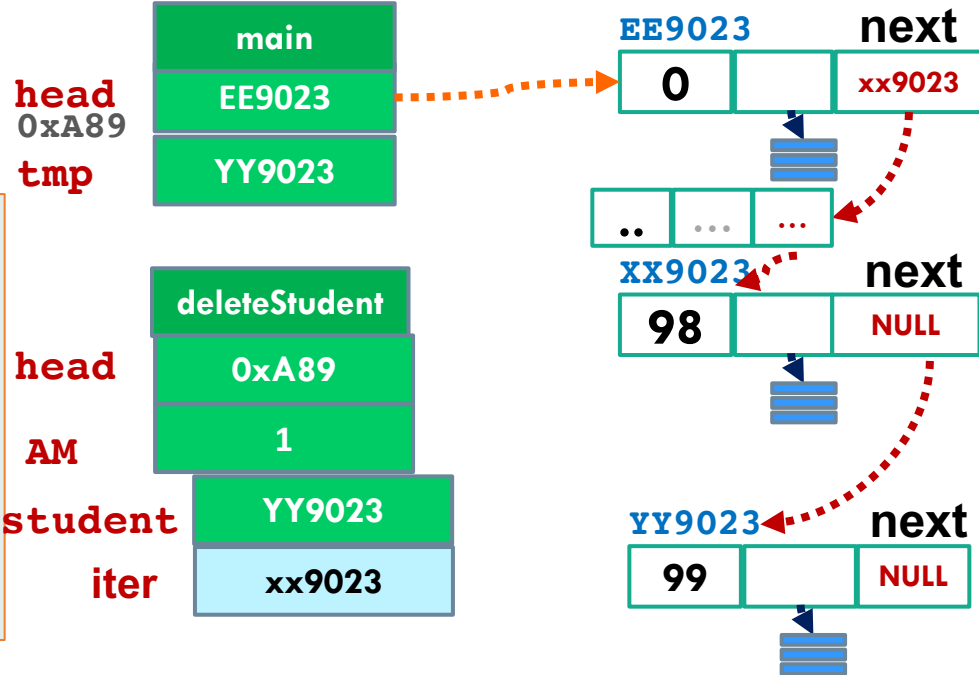 main
head
0xA89
EE9023
tmp
YY9023
deleteStudent
head
0xA89
AM
1
student
YY9023
iter
xx9023
EE9023
next
0
xx9023
..
...
...
XX9023
next
98
NULL
YY9023
next
99
NULL